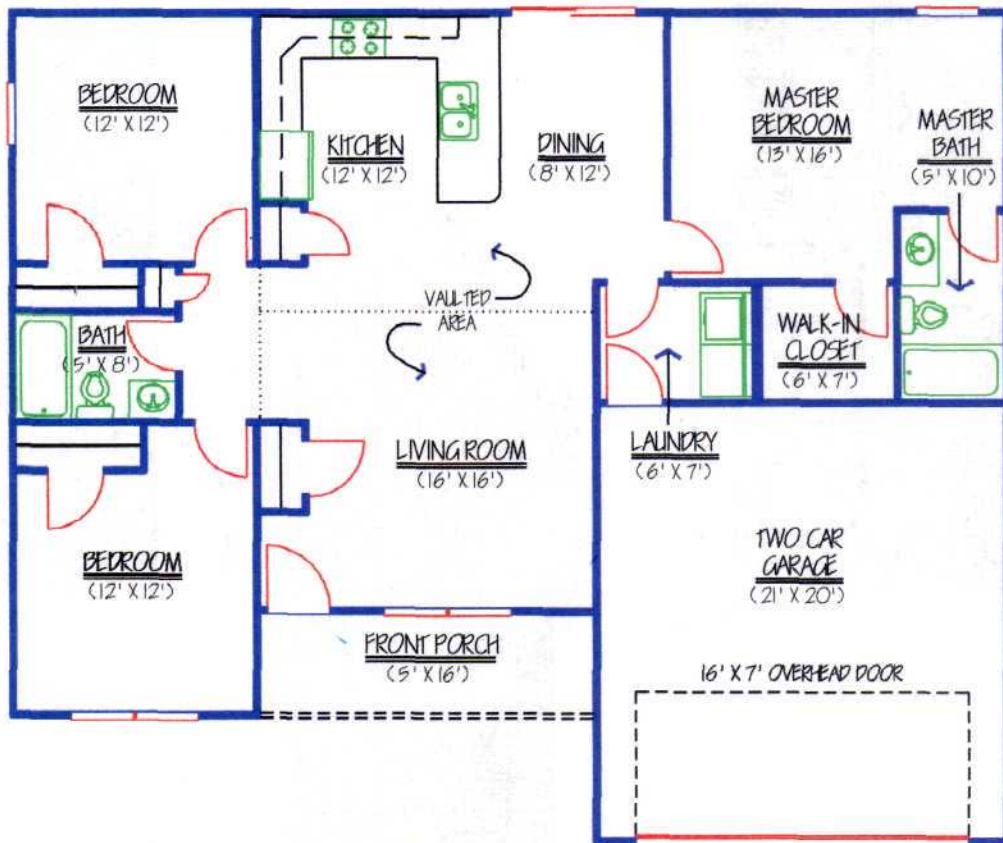 BEDROOM
(12' X 12')
KITCHEN
(12' X 12')
DINING
(8' X 12')
MASTER
BEDROOM
(13' X 16')
MASTER
BATH
(5' X 10')
VAULTED
AREA
BATH
(5' X 8')
WALK-IN
CLOSET
(6' X 7')
LIVING ROOM
(16' X 16')
LAUNDRY
(6' X 7')
BEDROOM
(12' X 12')
TWO CAR
GARAGE
(21' X 20')
FRONT PORCH
(5' X 16')
16' X 7' OVERHEAD DOOR